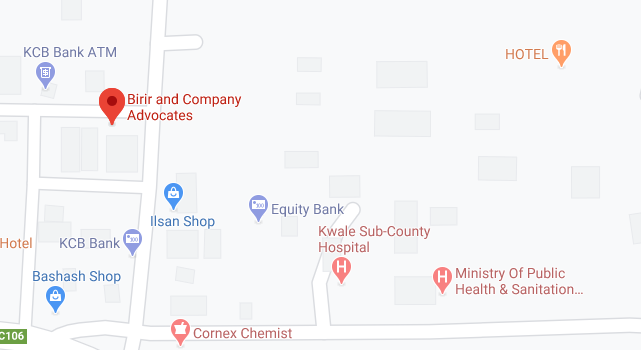 KCB Bank ATM
HOTEL
Birir and Company
Advocates
Ilsan Shop
Equity Bank
Kwale Sub-County
Hospital
Hotel
KCB Bank
Bashash Shop
Ministry Of Public
Health & Sanitation...
C106
Cornex Chemist